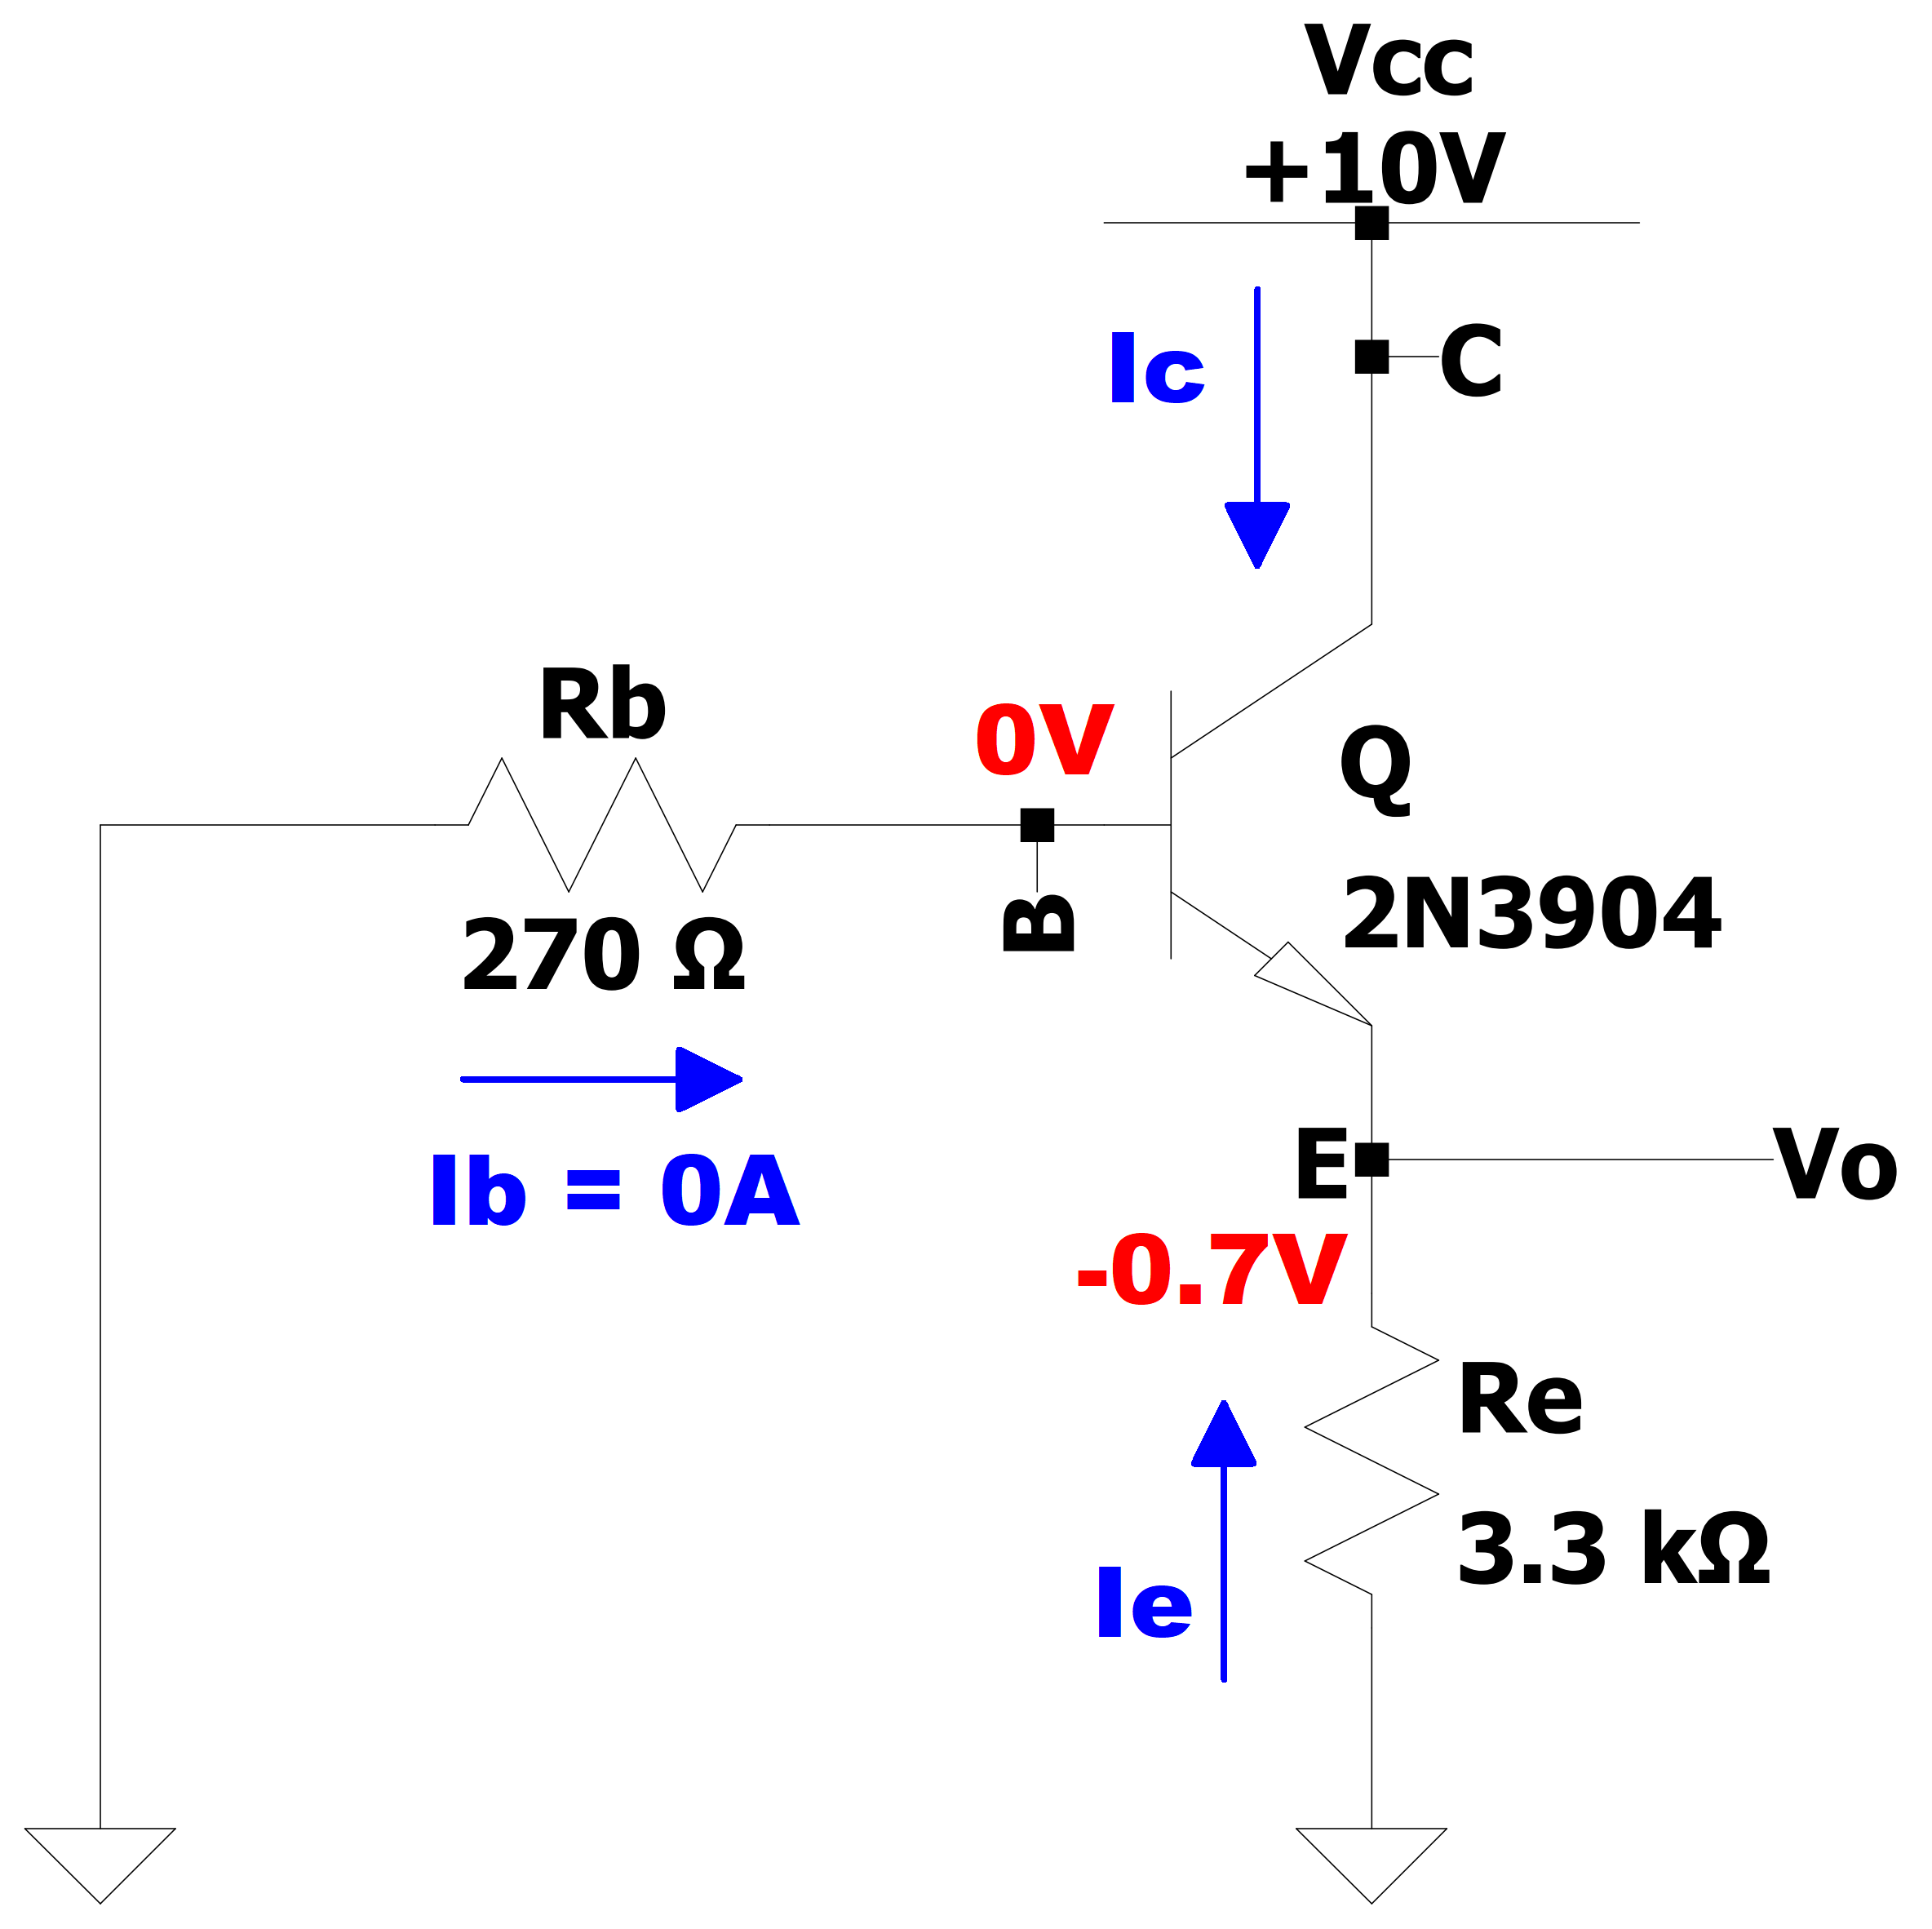 Vcc
+10V
Ic
C
Rb
0V
Q
270 Ω
B
2N3904
Ib = 0A
E
Vo
-0.7V
Re
Ie
3.3 kΩ